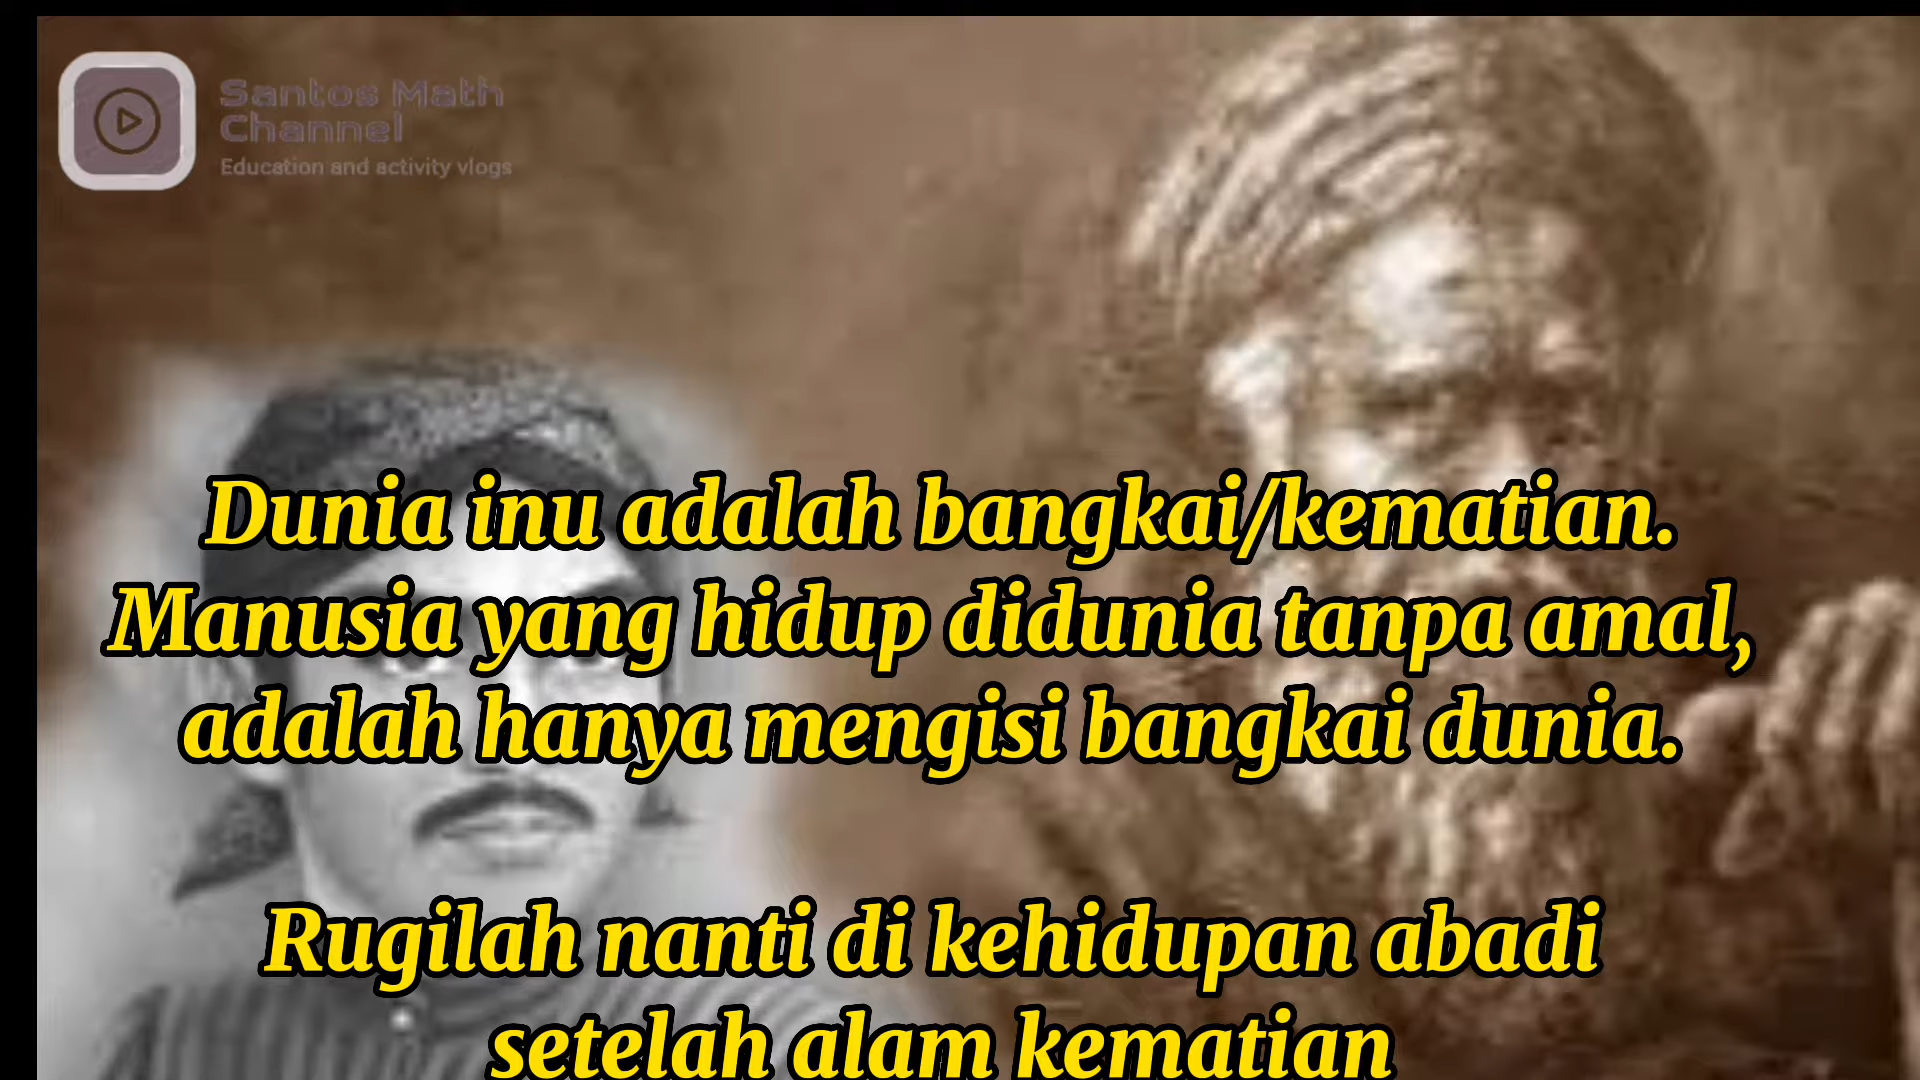 Santos Math
Channel
Education and activity vlogs
Dunia inu adalah bangkai/kematian.
Manusia yang hidup didunia tanpa amal,
adalah hanya mengisi bangkai dunia.
Rugilah nanti di kehidupan abadi
setelah alam kematian